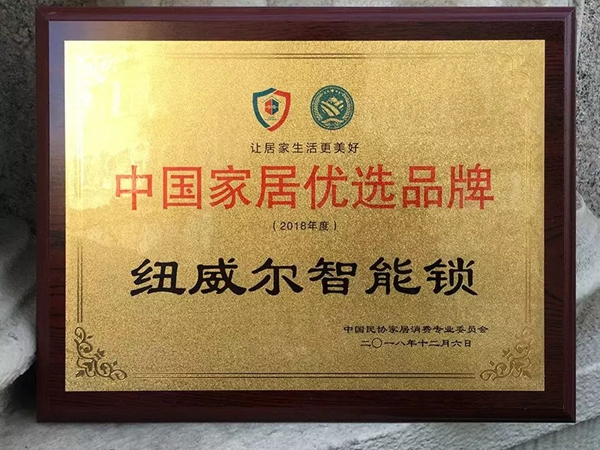 让居家生活更美好
中国家居优选品牌
（2018年度）
纽威尔智能锁
中国民协家居消费专业委员会
二〇一八年十二月六日